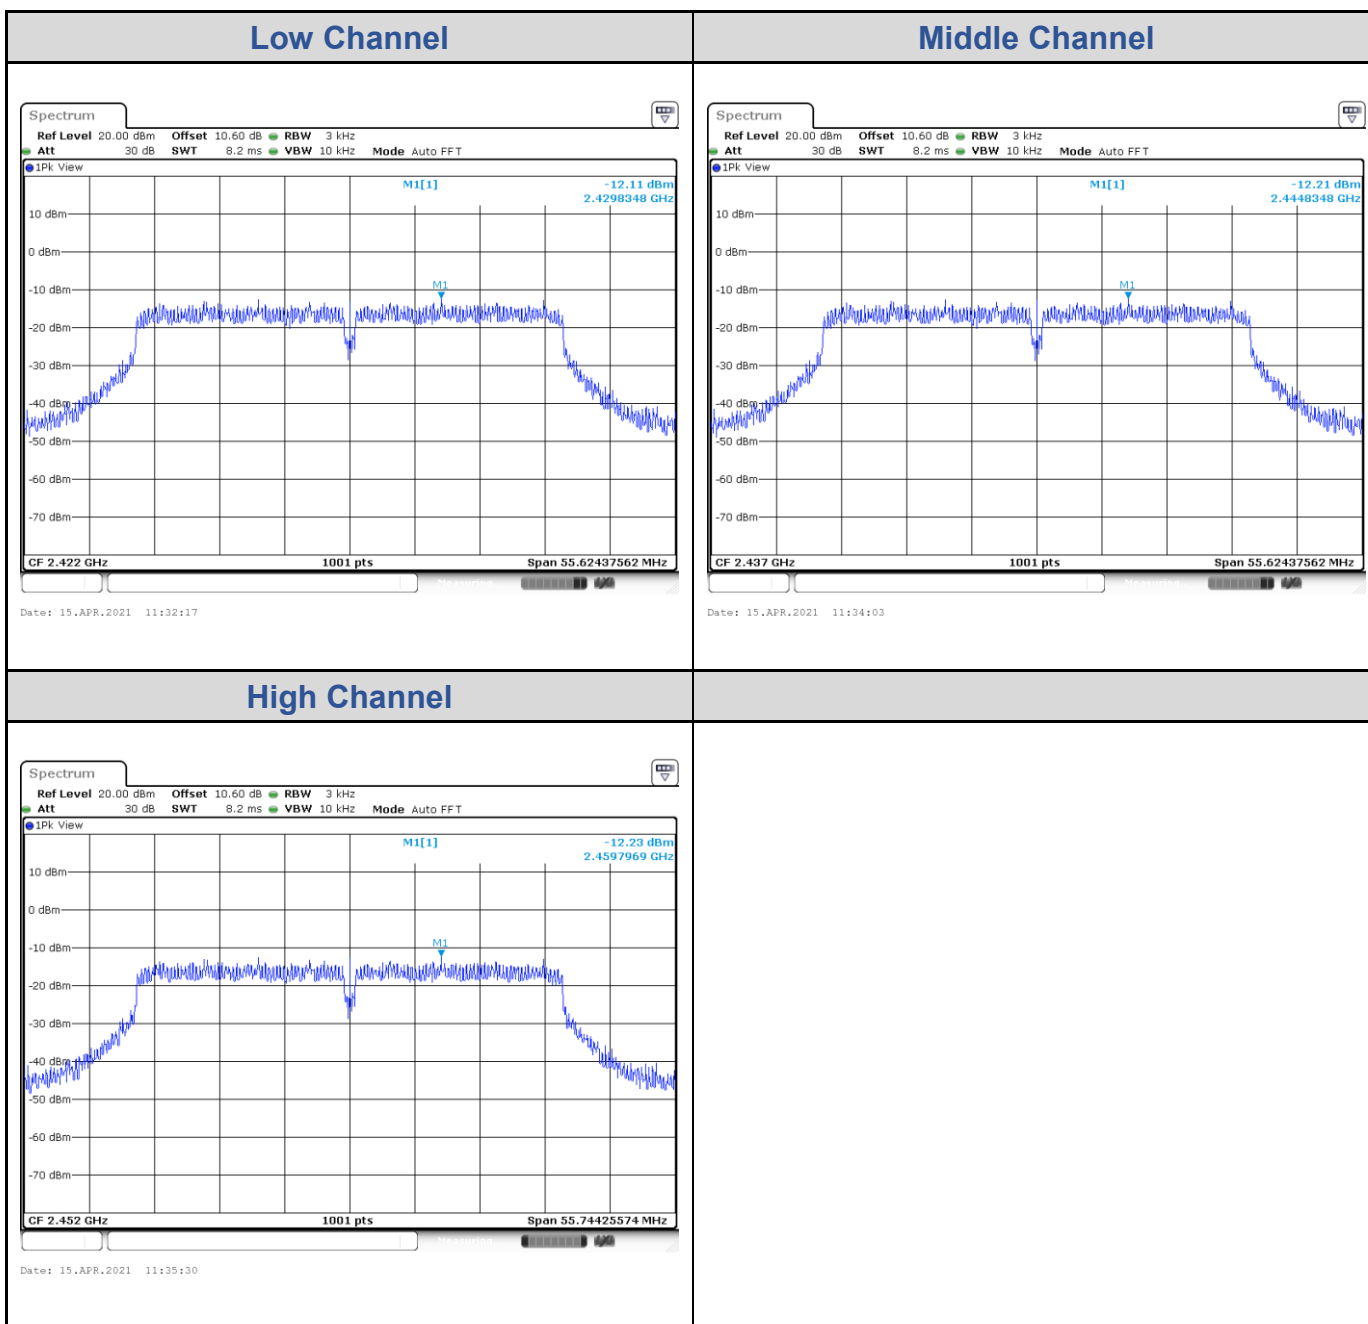 Low Channel
Middle Channel
Spectrum
Ref Level 20.00 dBm Offset 10.60 dB RBW 3 kHz
Att 30 dB SWT 8.2 ms VBW 10 kHz Mode Auto FFT
1Pk View
M1[1] -12.11 dBm
2.4298348 GHz
10 dBm
0 dBm
M1
-10 dBm
-20 dBm
-30 dBm
-40 dBm
-50 dBm
-60 dBm
-70 dBm
CF 2.422 GHz 1001 pts Span 55.62437562 MHz
Measuring
Date: 15.APR.2021 11:32:17
Spectrum
Ref Level 20.00 dBm Offset 10.60 dB RBW 3 kHz
Att 30 dB SWT 8.2 ms VBW 10 kHz Mode Auto FFT
1Pk View
M1[1] -12.21 dBm
2.4448348 GHz
10 dBm
0 dBm
M1
-10 dBm
-20 dBm
-30 dBm
-40 dBm
-50 dBm
-60 dBm
-70 dBm
CF 2.437 GHz 1001 pts Span 55.62437562 MHz
Measuring
Date: 15.APR.2021 11:34:03
High Channel
Spectrum
Ref Level 20.00 dBm Offset 10.60 dB RBW 3 kHz
Att 30 dB SWT 8.2 ms VBW 10 kHz Mode Auto FFT
1Pk View
M1[1] -12.23 dBm
2.4597969 GHz
10 dBm
0 dBm
M1
-10 dBm
-20 dBm
-30 dBm
-40 dBm
-50 dBm
-60 dBm
-70 dBm
CF 2.452 GHz 1001 pts Span 55.74425574 MHz
Measuring
Date: 15.APR.2021 11:35:30